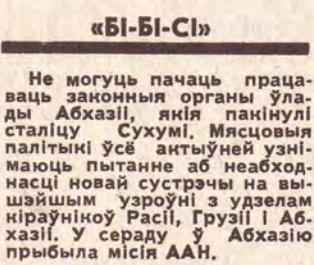 «БІ-БІ-СІ»
Не могуць пачаць праца-
ваць законныя органы ўла-
ды Абхазіі, якія пакінулі
сталіцу Сухумі. Мясцовыя
палітыкі ўсё актыўней узні-
маюць пытанне аб неабход-
насці новай сустрэчы на вы-
шэйшым узроўні з удзелам
кіраўнікоў Расіі, Грузіі і Аб-
хазіі. У сераду ў Абхазію
прыбыла місія ААН.